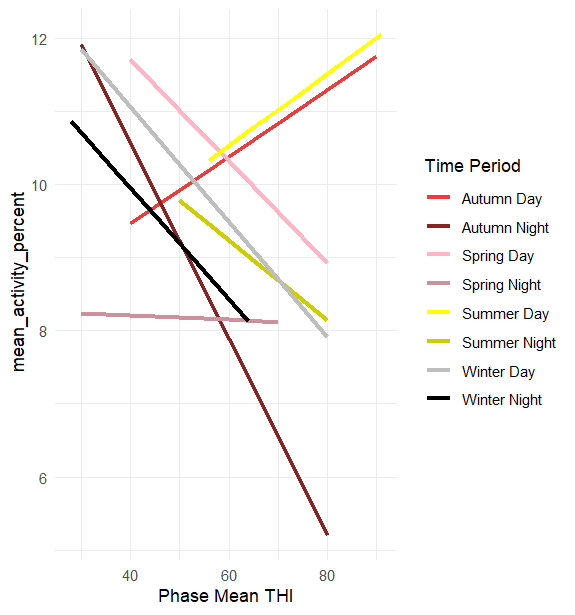 12
10
8
6
mean_activity_percent
40
60
80
Phase Mean THI
Time Period
Autumn Day
Autumn Night
Spring Day
Spring Night
Summer Day
Summer Night
Winter Day
Winter Night